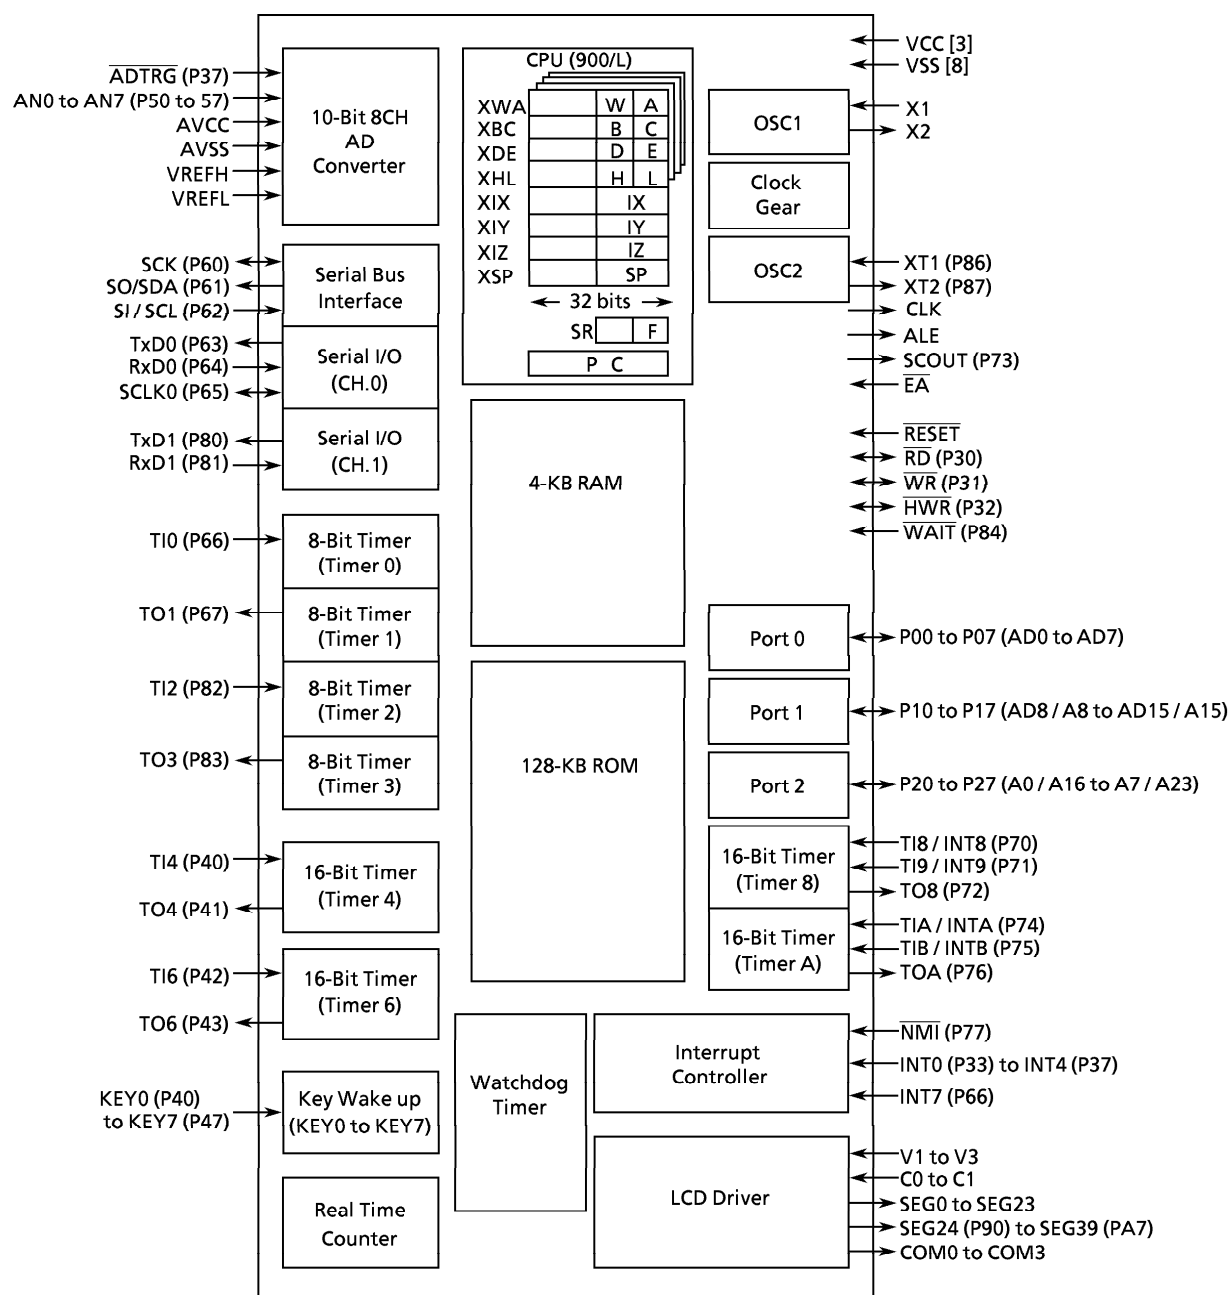 ADTRG (P37)
AN0 to AN7 (P50 to 57)
AVCC
AVSS
VREFH
VREFL
10-Bit 8CH
AD
Converter
SCK (P60)
SO/SDA (P61)
SI / SCL (P62)
Serial Bus
Interface
TxD0 (P63)
RxD0 (P64)
SCLK0 (P65)
Serial I/O
(CH.0)
TxD1 (P80)
RxD1 (P81)
Serial I/O
(CH.1)
TI0 (P66)
8-Bit Timer
(Timer 0)
TO1 (P67)
8-Bit Timer
(Timer 1)
TI2 (P82)
8-Bit Timer
(Timer 2)
TO3 (P83)
8-Bit Timer
(Timer 3)
TI4 (P40)
TO4 (P41)
16-Bit Timer
(Timer 4)
TI6 (P42)
TO6 (P43)
16-Bit Timer
(Timer 6)
KEY0 (P40)
to KEY7 (P47)
Key Wake up
(KEY0 to KEY7)
Real Time
Counter
CPU (900/L)
XWA W A
XBC B C
XDE D E
XHL H L
XIX IX
XIY IY
XIZ IZ
XSP SP
32 bits
SR F
P C
4-KB RAM
128-KB ROM
Watchdog
Timer
VCC [3]
VSS [8]
OSC1
X1
X2
Clock
Gear
OSC2
XT1 (P86)
XT2 (P87)
CLK
ALE
SCOUT (P73)
EA
RESET
RD (P30)
WR (P31)
HWR (P32)
WAIT (P84)
Port 0
P00 to P07 (AD0 to AD7)
Port 1
P10 to P17 (AD8 / A8 to AD15 / A15)
Port 2
P20 to P27 (A0 / A16 to A7 / A23)
16-Bit Timer
(Timer 8)
TI8 / INT8 (P70)
TI9 / INT9 (P71)
TO8 (P72)
16-Bit Timer
(Timer A)
TIA / INTA (P74)
TIB / INTB (P75)
TOA (P76)
Interrupt
Controller
NMI (P77)
INT0 (P33) to INT4 (P37)
INT7 (P66)
LCD Driver
V1 to V3
C0 to C1
SEG0 to SEG23
SEG24 (P90) to SEG39 (PA7)
COM0 to COM3